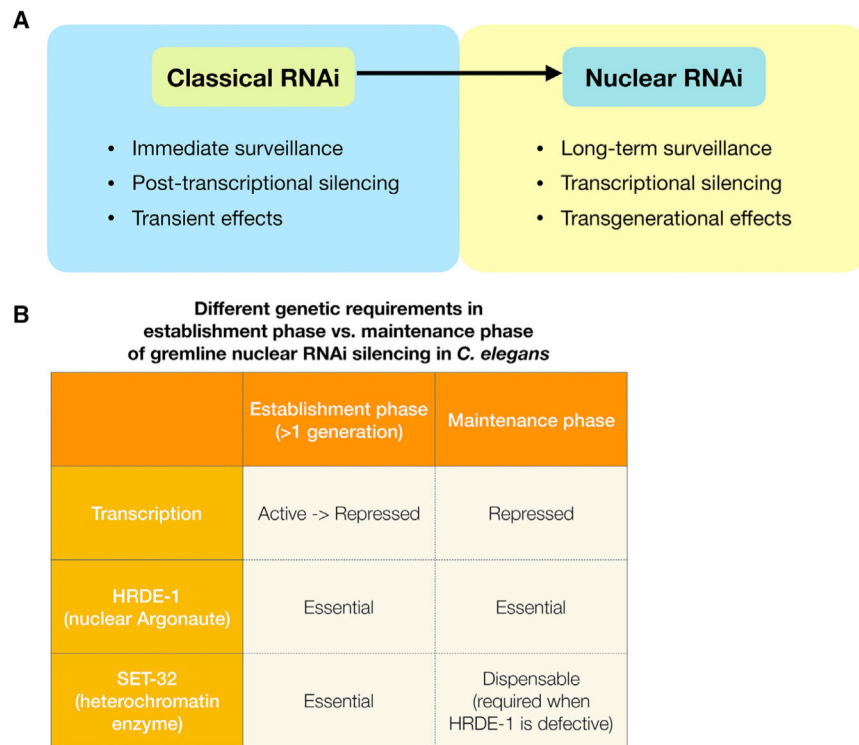 A
Classical RNAi
Nuclear RNAi
• Immediate surveillance
• Post-transcriptional silencing
• Transient effects
• Long-term surveillance
• Transcriptional silencing
• Transgenerational effects
B
Different genetic requirements in
establishment phase vs. maintenance phase
of gremline nuclear RNAi silencing in C. elegans
Establishment phase
(>1 generation)
Maintenance phase
Transcription
Active -> Repressed
Repressed
HRDE-1
(nuclear Argonaute)
Essential
Essential
SET-32
(heterochromatin
enzyme)
Essential
Dispensable
(required when
HRDE-1 is defective)